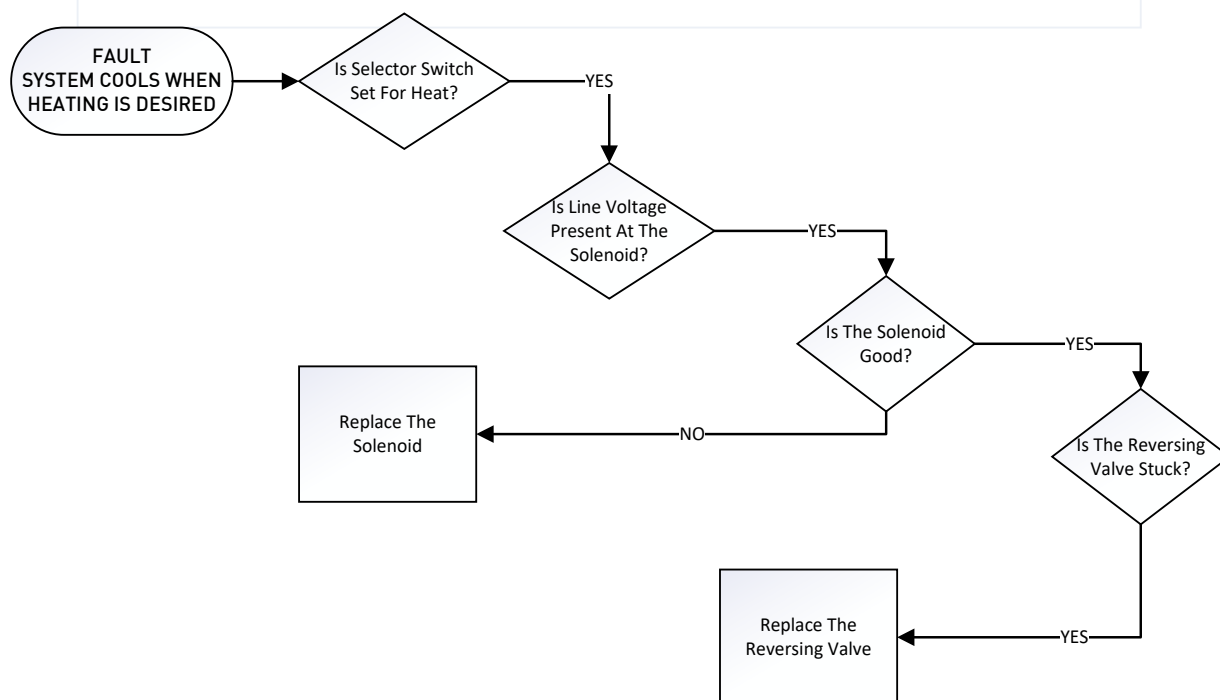 FAULT
SYSTEM COOLS WHEN
HEATING IS DESIRED
Is Selector Switch
Set For Heat?
YES
Is Line Voltage
Present At The
Solenoid?
YES
Is The Solenoid
Good?
YES
Replace The
Solenoid
NO
Is The Reversing
Valve Stuck?
Replace The
Reversing Valve
YES